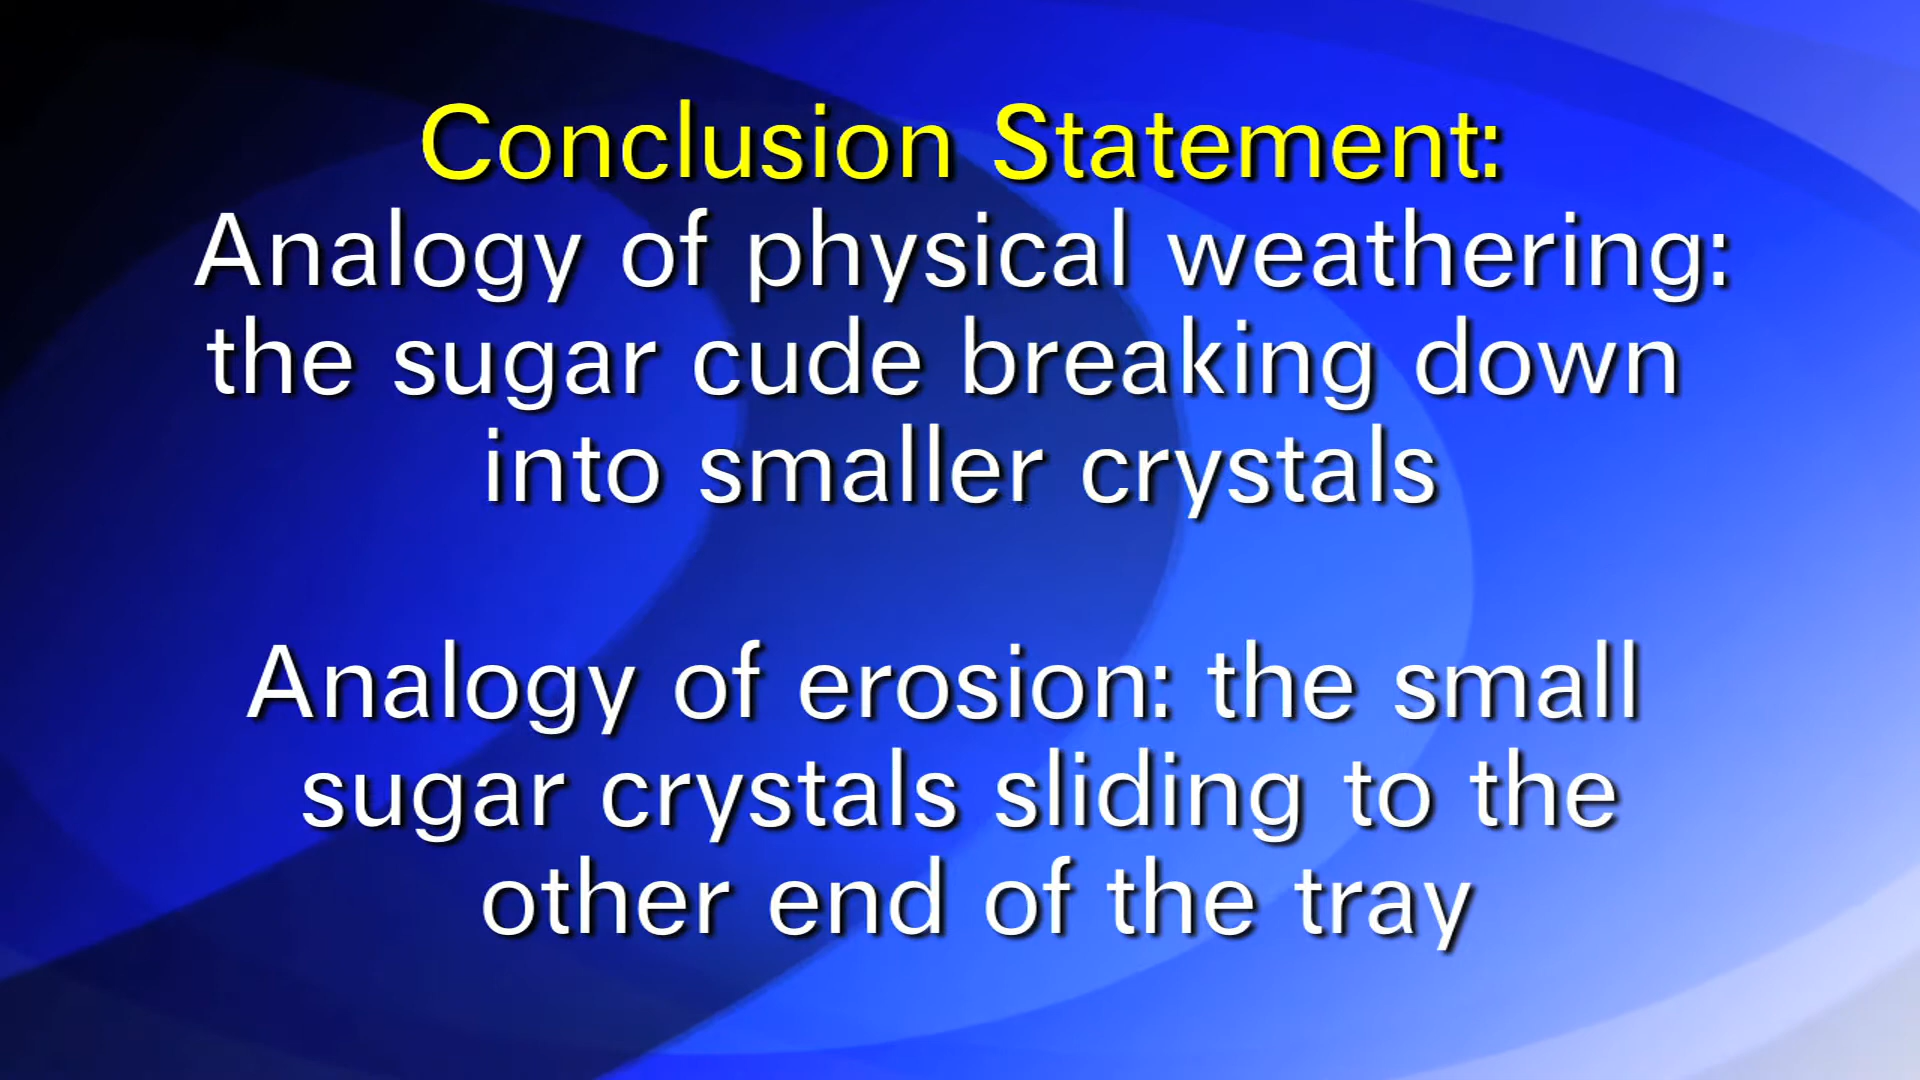 Conclusion Statement:
Analogy of physical weathering:
the sugar cude breaking down
into smaller crystals
Analogy of erosion: the small
sugar crystals sliding to the
other end of the tray